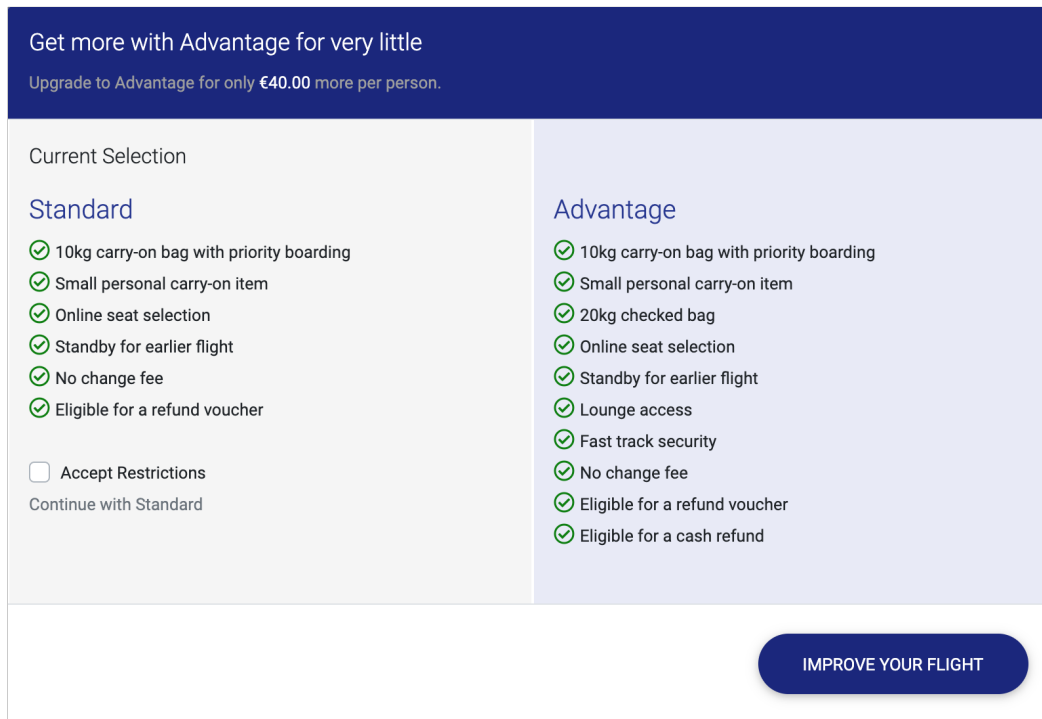 Get more with Advantage for very little
Upgrade to Advantage for only €40.00 more per person.
Current Selection
Standard
10kg carry-on bag with priority boarding
Small personal carry-on item
Online seat selection
Standby for earlier flight
No change fee
Eligible for a refund voucher
Accept Restrictions
Continue with Standard
Advantage
10kg carry-on bag with priority boarding
Small personal carry-on item
20kg checked bag
Online seat selection
Standby for earlier flight
Lounge access
Fast track security
No change fee
Eligible for a refund voucher
Eligible for a cash refund
IMPROVE YOUR FLIGHT